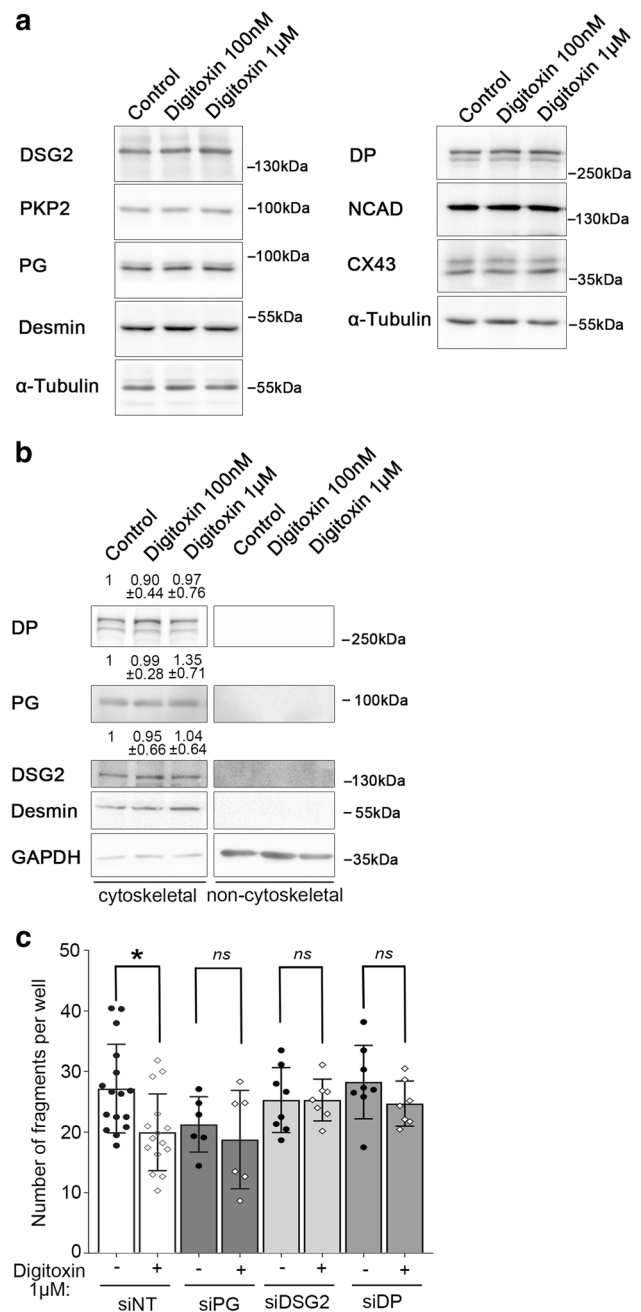 a
Control
Digitoxin 100nM
Digitoxin 1µM
DSG2
–130kDa
PKP2
–100kDa
PG
–100kDa
Desmin
–55kDa
α-Tubulin
–55kDa
Control
Digitoxin 100nM
Digitoxin 1µM
DP
–250kDa
NCAD
–130kDa
CX43
–35kDa
α-Tubulin
–55kDa
b
Control
Digitoxin 100nM
Digitoxin 1µM
Control
Digitoxin 100nM
Digitoxin 1µM
1 0.90 0.97
±0.44 ±0.76
DP
–250kDa
1 0.99 1.35
±0.28 ±0.71
PG
– 100kDa
1 0.95 1.04
±0.66 ±0.64
DSG2
–130kDa
Desmin
– 55kDa
GAPDH
–35kDa
cytoskeletal non-cytoskeletal
c
Number of fragments per well
50
40
30
20
10
0
* ns ns ns
Digitoxin - + - + - + - +
1µM:
siNT siPG siDSG2 siDP